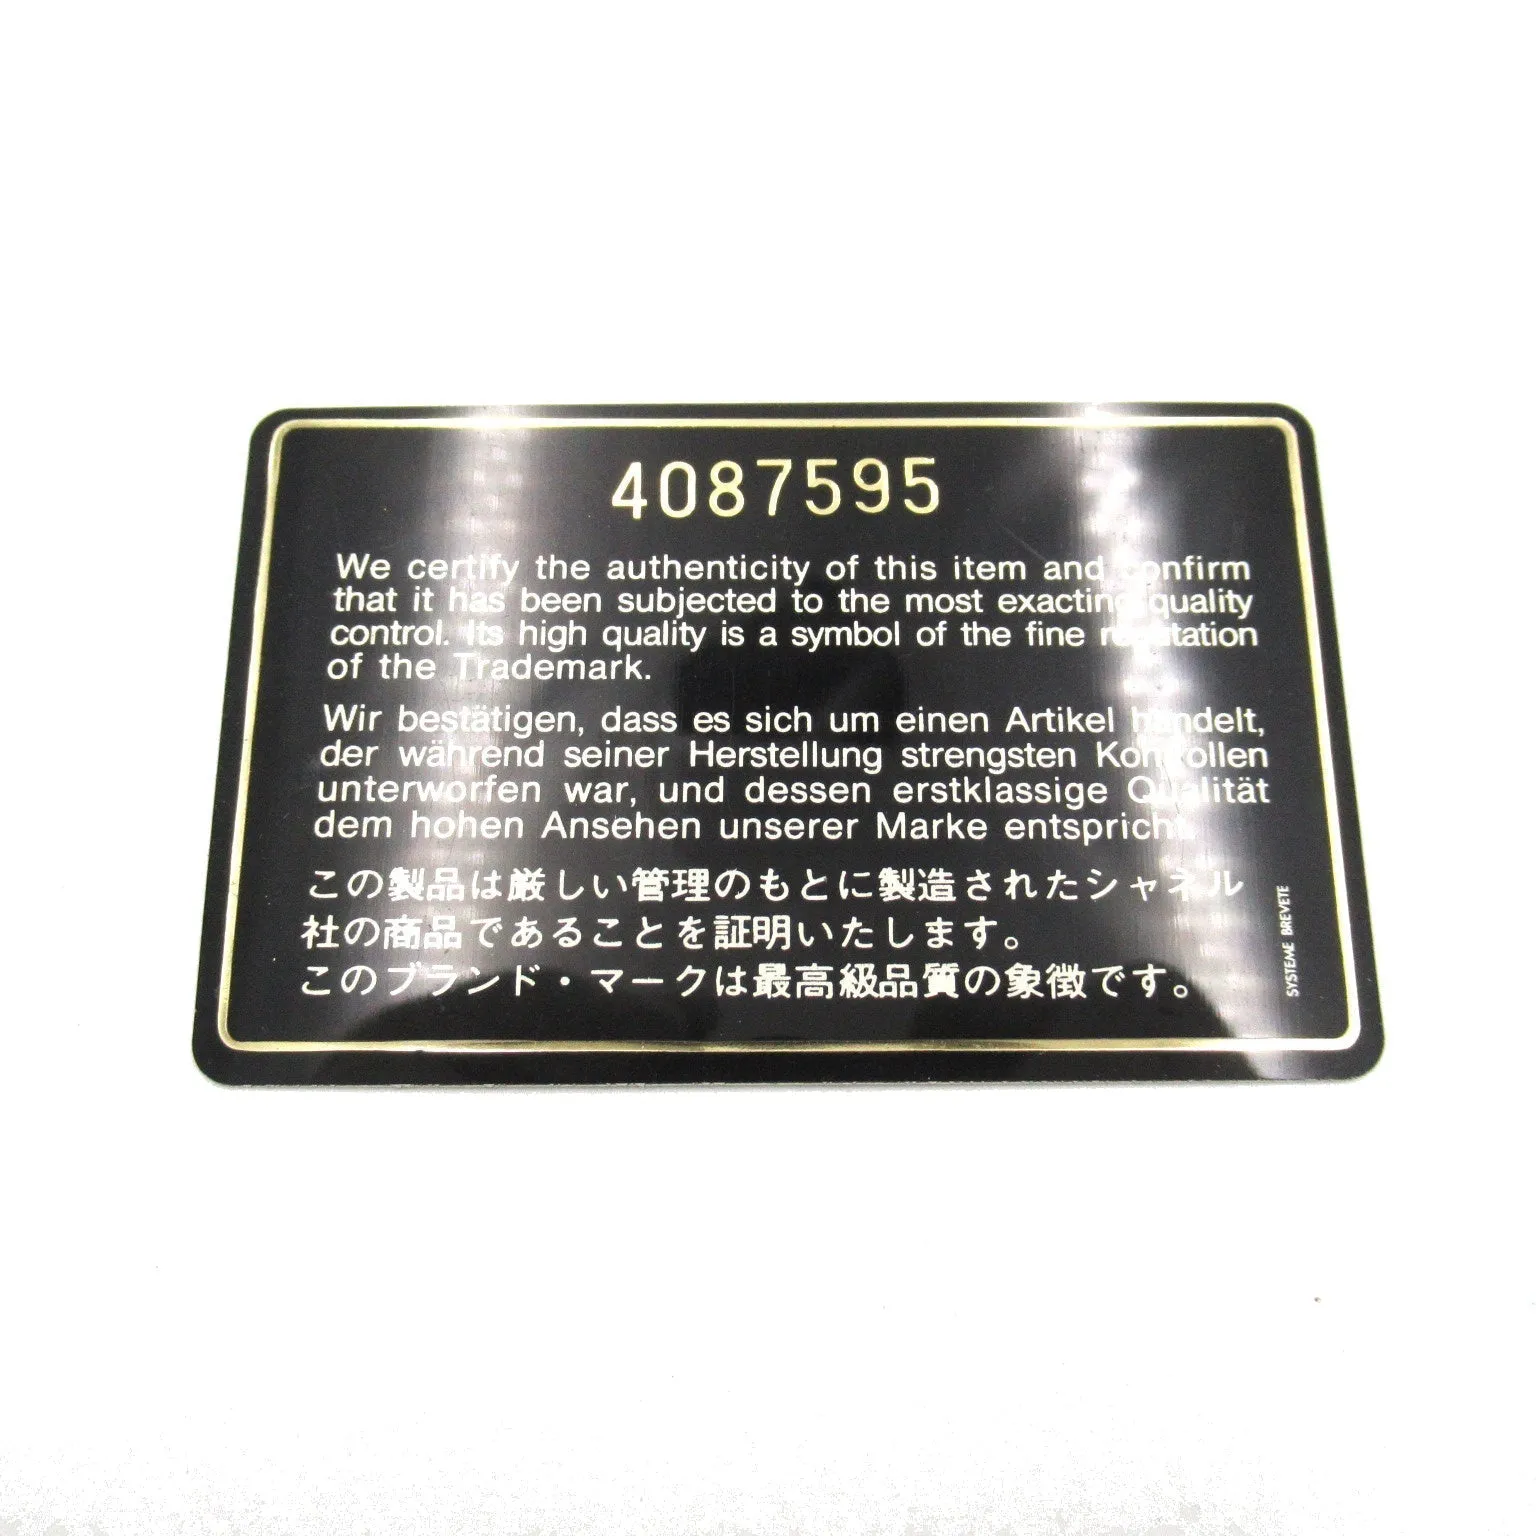 4087595
We certify the authenticity of this item and confirm
that it has been subjected to the most exacting quality
control. Its high quality is a symbol of the fine reputation
of the Trademark.
Wir bestätigen, dass es sich um einen Artikel handelt,
der während seiner Herstellung strengsten Kontrollen
unterworfen war, und dessen erstklassige Qualität
dem hohen Ansehen unserer Marke entspricht.
この製品は厳しい管理のもとに製造されたシャネル
社の商品であることを証明いたします。
このブランド・マークは最高級品質の象徴です。
SYSTEME BREVETE